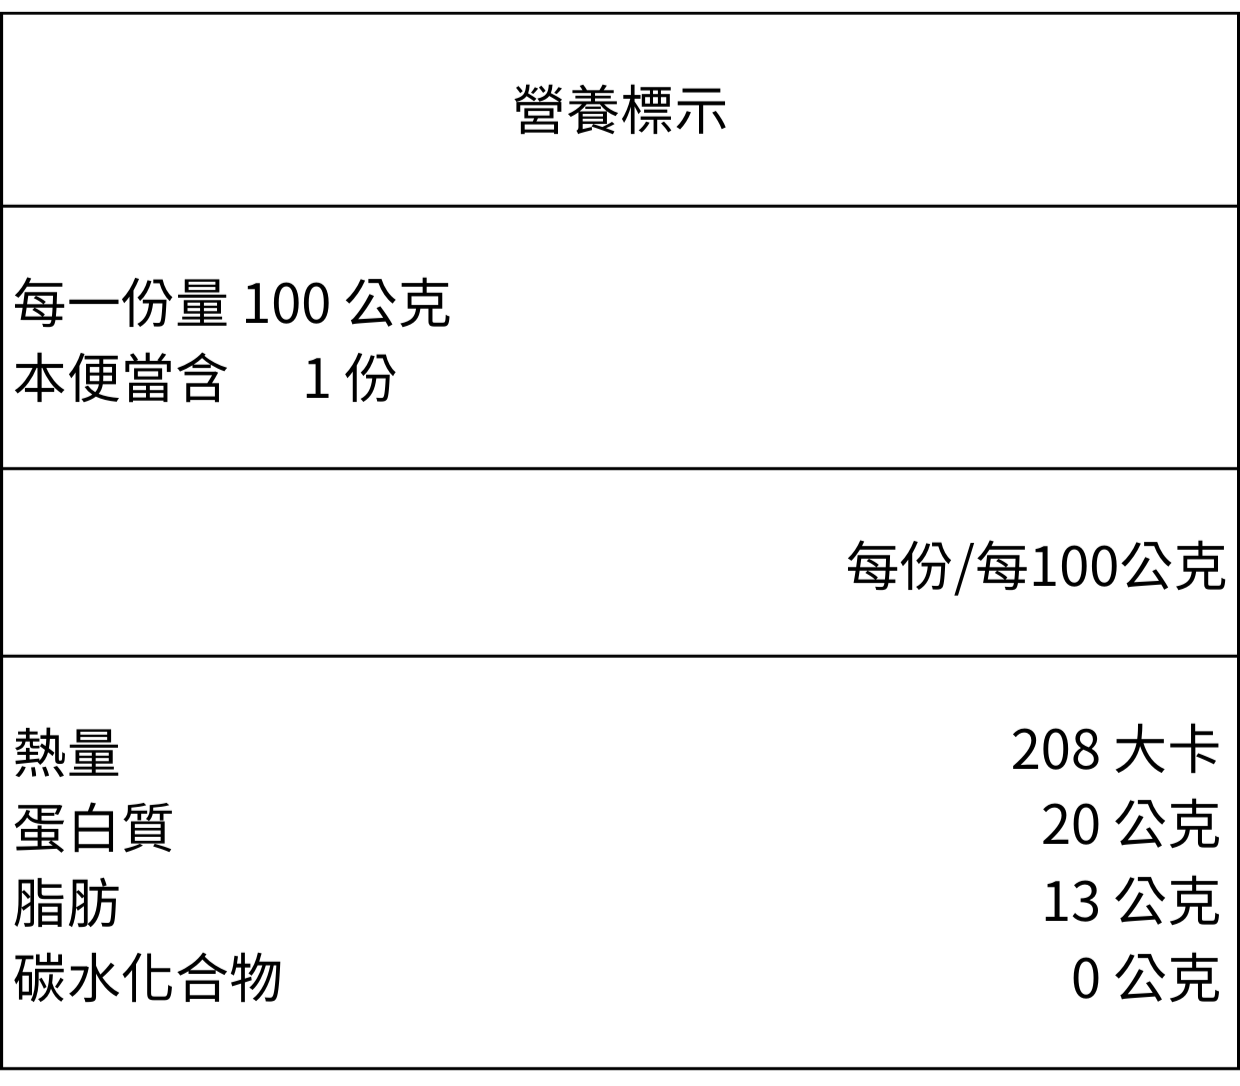 營養標示
每一份量 100 公克
本便當含 1 份
每份/每100公克
熱量 208 大卡
蛋白質 20 公克
脂肪 13 公克
碳水化合物 0 公克